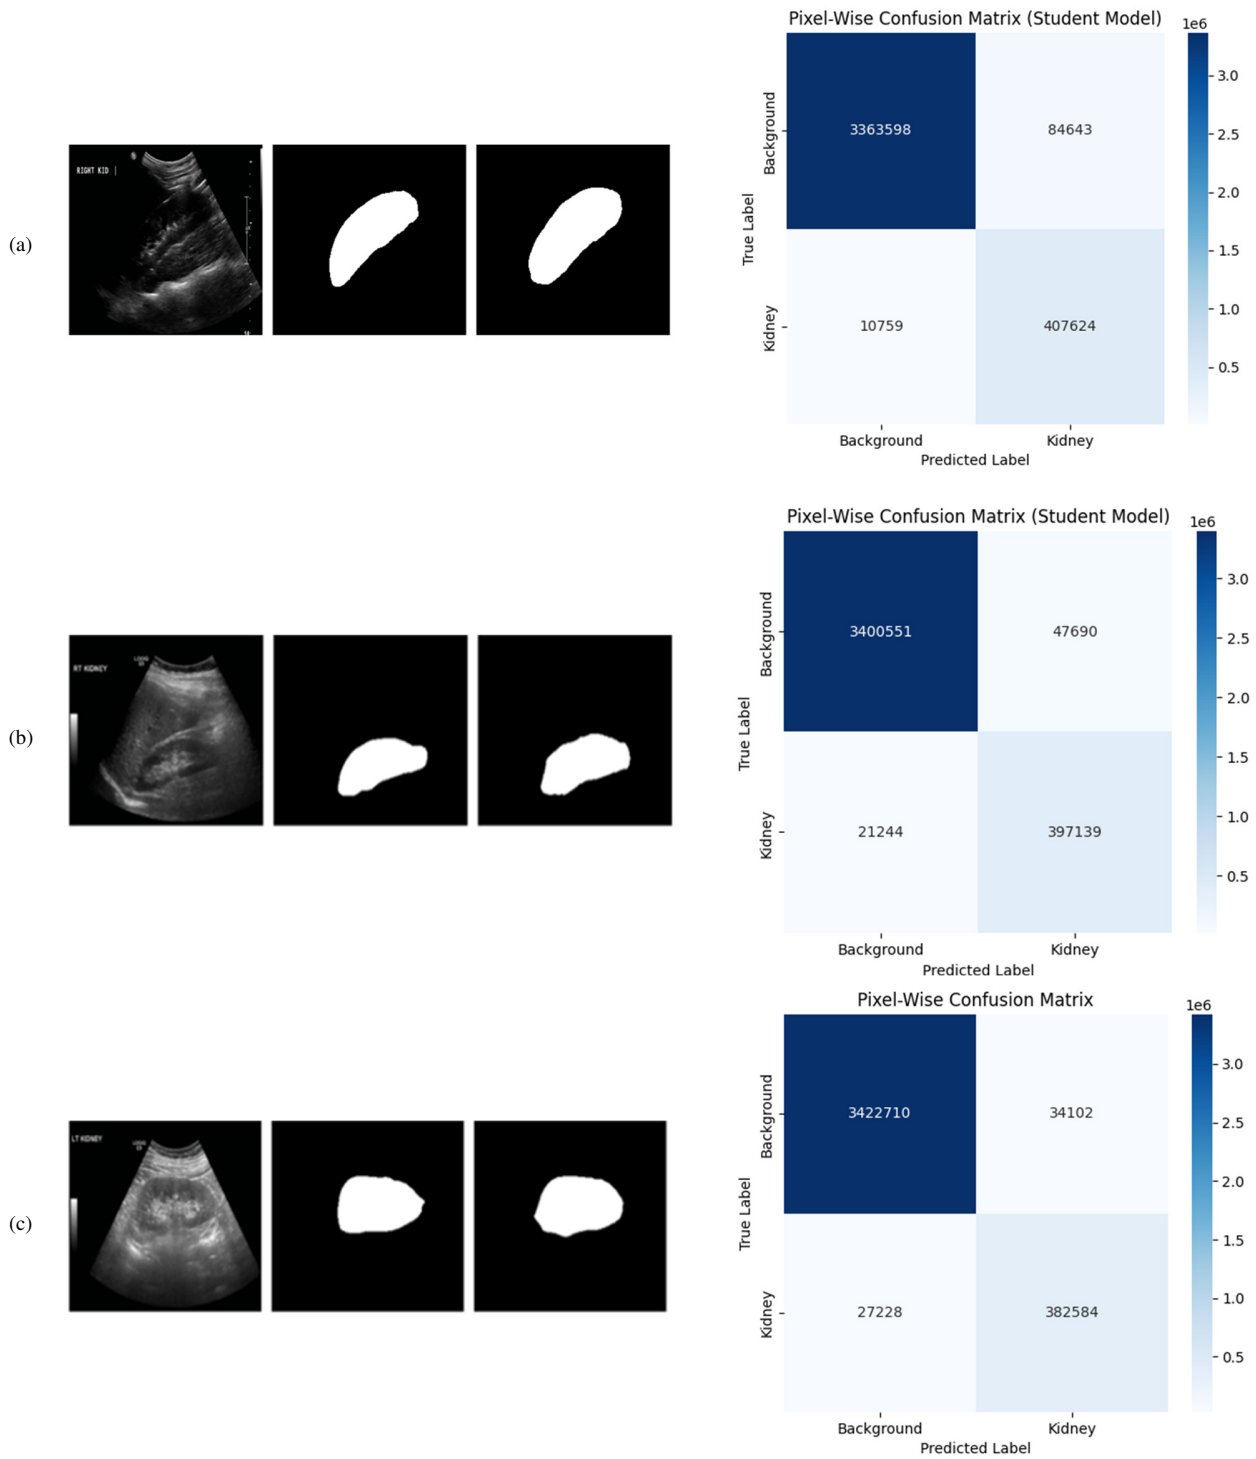 Pixel-Wise Confusion Matrix (Student Model)
1e6
3.0
2.5
2.0
1.5
1.0
0.5
Background
Kidney
True Label
3363598
84643
10759
407624
Background
Kidney
Predicted Label
(a)
RIGHT KID
Pixel-Wise Confusion Matrix (Student Model)
1e6
3.0
2.5
2.0
1.5
1.0
0.5
Background
Kidney
True Label
3400551
47690
21244
397139
Background
Kidney
Predicted Label
(b)
RT KIDNEY
Pixel-Wise Confusion Matrix
1e6
3.0
2.5
2.0
1.5
1.0
0.5
Background
Kidney
True Label
3422710
34102
27228
382584
Background
Kidney
Predicted Label
(c)
LT KIDNEY